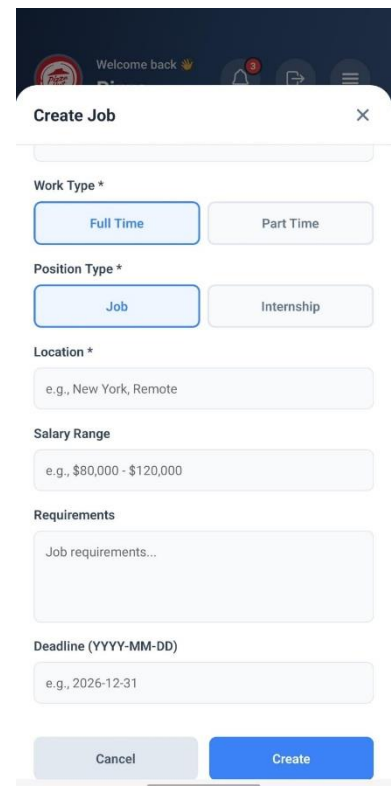 Welcome back 👋
3
Create Job
Work Type *
Full Time
Part Time
Position Type *
Job
Internship
Location *
e.g., New York, Remote
Salary Range
e.g., $80,000 - $120,000
Requirements
Job requirements...
Deadline (YYYY-MM-DD)
e.g., 2026-12-31
Cancel
Create